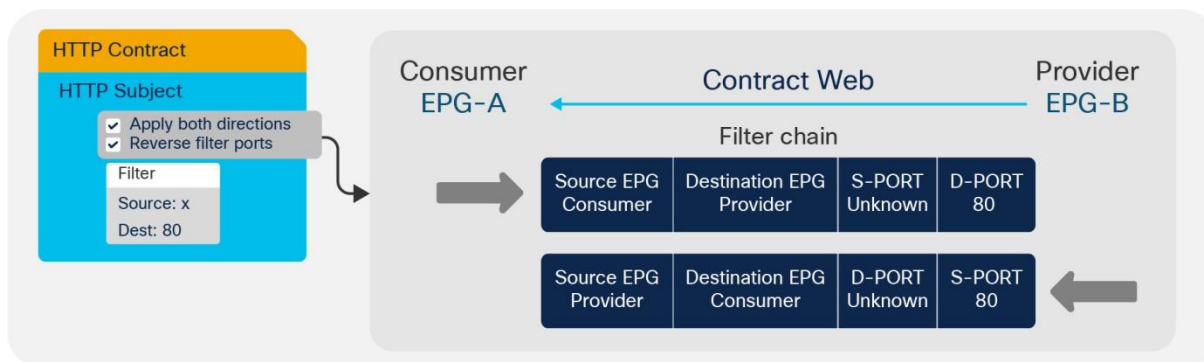 HTTP Contract
HTTP Subject
Apply both directions
Reverse filter ports
Filter
Source: x
Dest: 80
Consumer
EPG-A
Contract Web
Provider
EPG-B
Filter chain
Source EPG
Consumer
Destination EPG
Provider
S-PORT
Unknown
D-PORT
80
Source EPG
Provider
Destination EPG
Consumer
D-PORT
Unknown
S-PORT
80